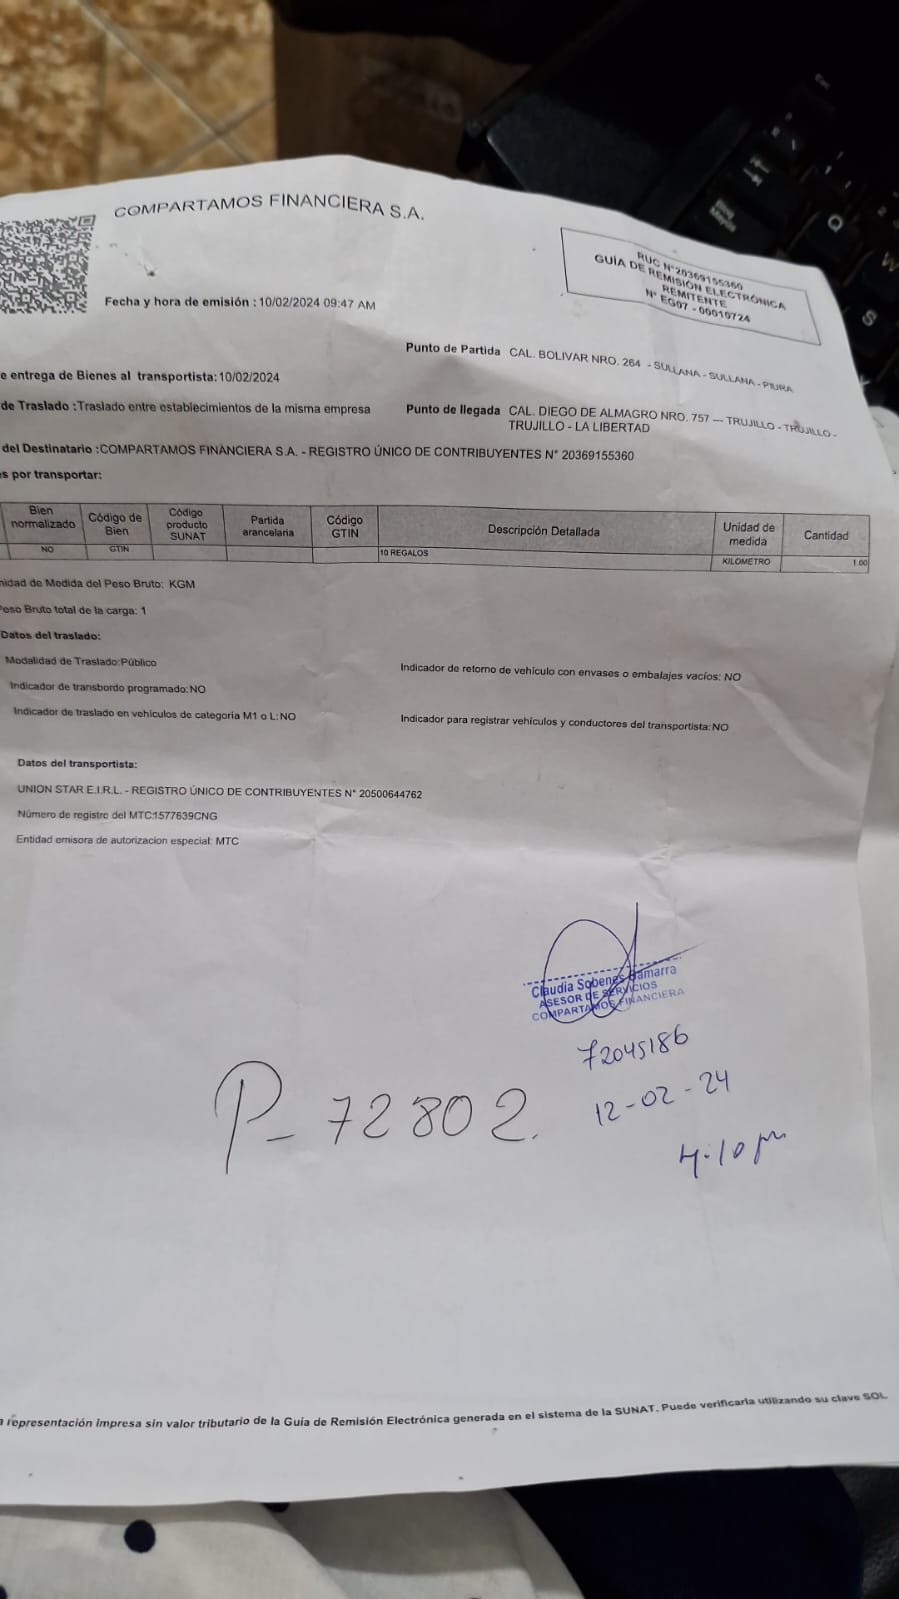 COMPARTAMOS FINANCIERA S.A.
RUC N°20369155360
GUÍA DE REMISIÓN ELECTRÓNICA
REMITENTE
N° EG07 - 00010724
Fecha y hora de emisión : 10/02/2024 09:47 AM
Punto de Partida CAL. BOLIVAR NRO. 264 - SULLANA - SULLANA - PIURA
e entrega de Bienes al transportista: 10/02/2024
de Traslado :Traslado entre establecimientos de la misma empresa
Punto de llegada CAL. DIEGO DE ALMAGRO NRO. 757 --- TRUJILLO - TRUJILLO -
TRUJILLO - LA LIBERTAD
del Destinatario :COMPARTAMOS FINANCIERA S.A. - REGISTRO ÚNICO DE CONTRIBUYENTES N° 20369155360
s por transportar:
Bien normalizado Código de Bien Código producto SUNAT Partida arancelaria Código GTIN Descripción Detallada Unidad de medida Cantidad
NO GTIN 10 REGALOS KILOMETRO 1.00
nidad de Medida del Peso Bruto: KGM
Peso Bruto total de la carga: 1
Datos del traslado:
Modalidad de Traslado:Público
Indicador de retorno de vehículo con envases o embalajes vacíos: NO
Indicador de transbordo programado:NO
Indicador de traslado en vehículos de categoría M1 o L:NO
Indicador para registrar vehículos y conductores del transportista:NO
Datos del transportista:
UNION STAR E.I.R.L. - REGISTRO ÚNICO DE CONTRIBUYENTES N° 20500644762
Número de registro del MTC:1577639CNG
Entidad emisora de autorizacion especial: MTC
Claudia Sobenes Gamarra
ASESOR DE SERVICIOS
COMPARTAMOS FINANCIERA
72045186
P- 72802.
12-02-24
4:10 pm
a representación impresa sin valor tributario de la Guía de Remisión Electrónica generada en el sistema de la SUNAT. Puede verificarla utilizando su clave SOL